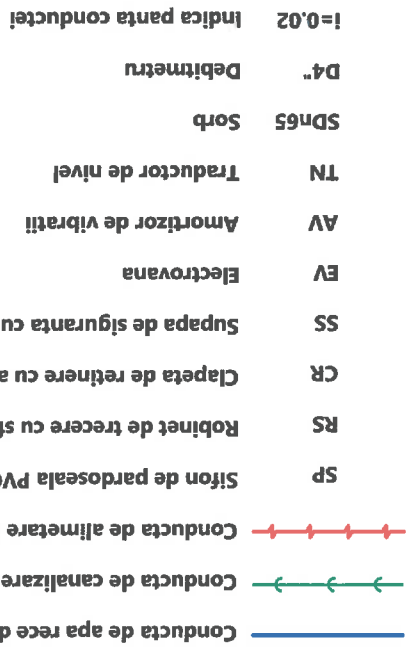 Conducta de apa rece d
Conducta de canalizare
Conducta de alimetare
SP Sifon de pardoseala PV
RS Robinet de trecere cu
CR Clapeta de retinere cu a
SS Supapa de siguranta cu
EV Electrovana
AV Amortizor de vibratii
TN Traductor de nivel
SDn65 Sorb
D4" Debitmetru
i=0.02 Indica panta conductei